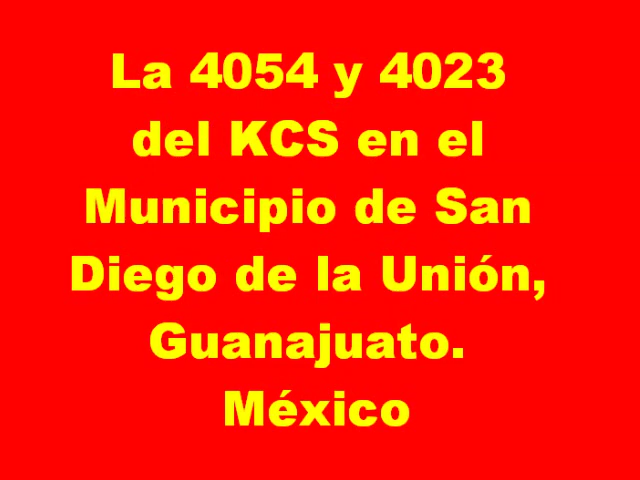 La 4054 y 4023
del KCS en el
Municipio de San
Diego de la Unión,
Guanajuato.
México